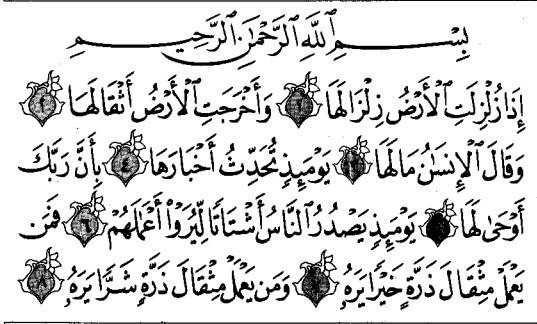 بِسْمِ ٱللَّهِ ٱلرَّحْمَٰنِ ٱلرَّحِيمِ
إِذَا زُلْزِلَتِ ٱلْأَرْضُ زِلْزَالَهَا ١ وَأَخْرَجَتِ ٱلْأَرْضُ أَثْقَالَهَا ٢
وَقَالَ ٱلْإِنسَٰنُ مَا لَهَا ٣ يَوْمَئِذٍ تُحَدِّثُ أَخْبَارَهَا ٤ بِأَنَّ رَبَّكَ
أَوْحَىٰ لَهَا ٥ يَوْمَئِذٍ يَصْدُرُ ٱلنَّاسُ أَشْتَاتًا لِّيُرَوْا۟ أَعْمَٰلَهُمْ ٦ فَمَن
يَعْمَلْ مِثْقَالَ ذَرَّةٍ خَيْرًا يَرَهُۥ ٧ وَمَن يَعْمَلْ مِثْقَالَ ذَرَّةٍ شَرًّا يَرَهُۥ ٨